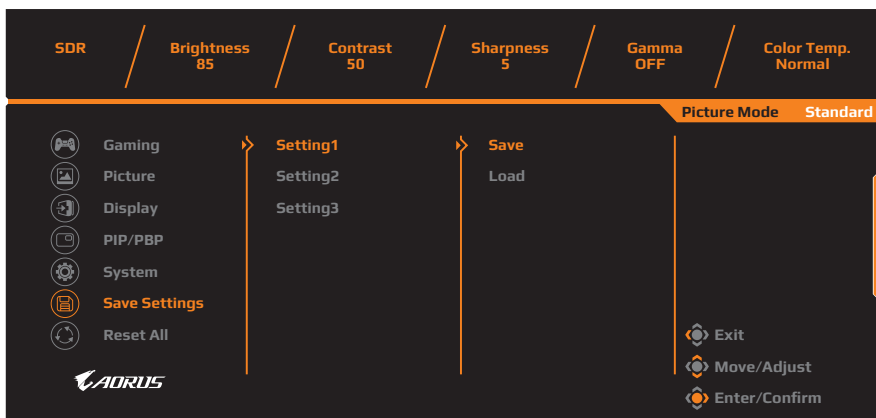 SDR
Brightness
85
Contrast
50
Sharpness
5
Gamma
OFF
Color Temp.
Normal
Picture Mode Standard
Gaming
Setting1
Save
Picture
Setting2
Load
Display
Setting3
PIP/PBP
System
Save Settings
Reset All
Exit
Move/Adjust
Enter/Confirm
AORUS